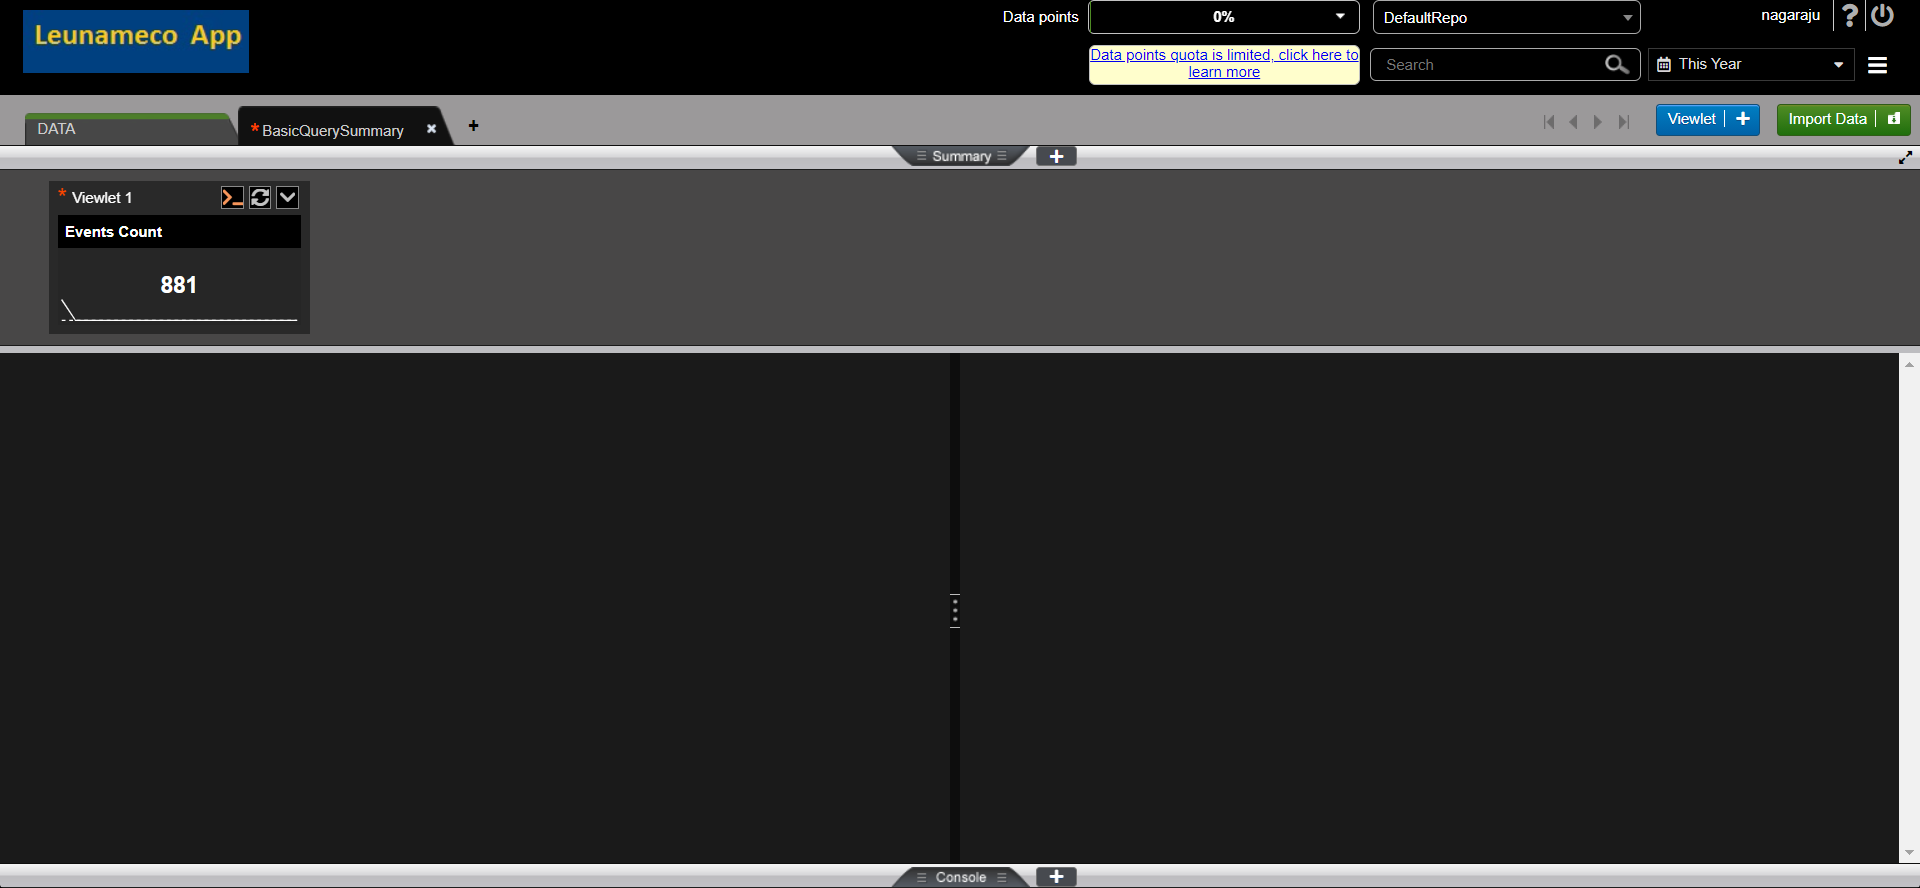 Leunameco App
Data points
0%
DefaultRepo
nagaraju
?
Data points quota is limited, click here to
learn more
Search
This Year
DATA
*BasicQuerySummary
Viewlet
Import Data
Summary
* Viewlet 1
Events Count
881
Console